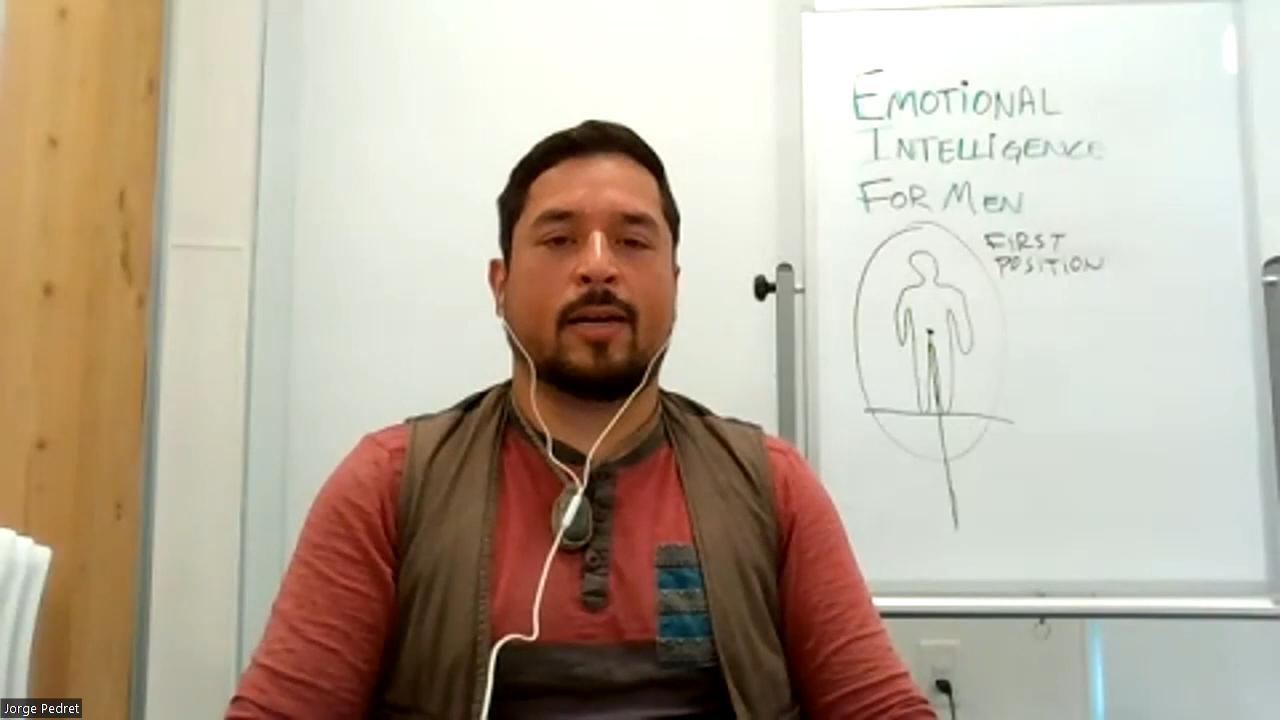 EMOTiONAL
INTELLiGENCE
FOR MEN
FIRST
POSITION
Jorge Pedret